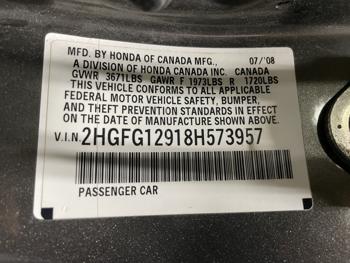 MFD. BY HONDA OF CANADA MFG., 07/'08
A DIVISION OF HONDA CANADA INC. CANADA
GVWR 3671LBS GAWR F 1973LBS R 1720LBS
THIS VEHICLE CONFORMS TO ALL APPLICABLE
FEDERAL MOTOR VEHICLE SAFETY, BUMPER,
AND THEFT PREVENTION STANDARDS IN EFFECT
ON THE DATE OF MANUFACTURE SHOWN ABOVE.
V.I.N. 2HGFG12918H573957
PASSENGER CAR